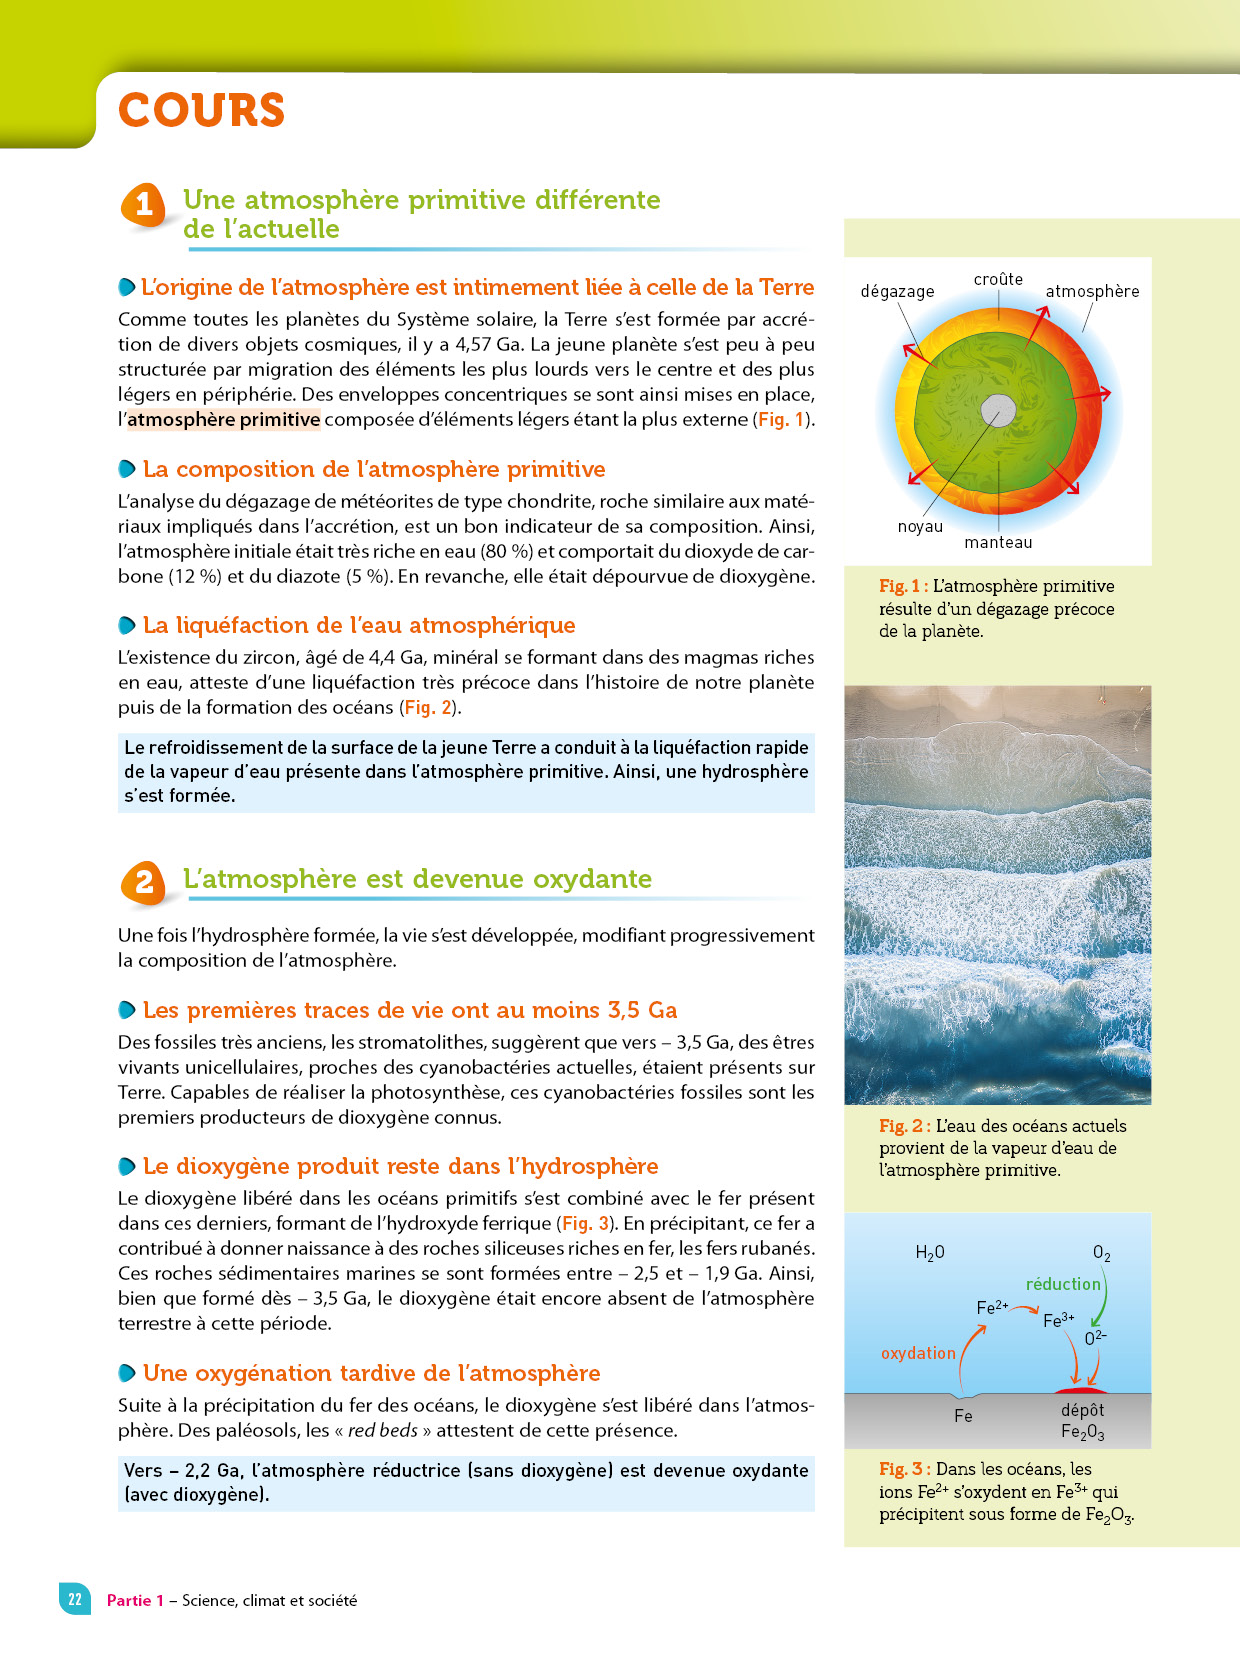 COURS
1 Une atmosphère primitive différente
de l'actuelle
L'origine de l'atmosphère est intimement liée à celle de la Terre
Comme toutes les planètes du Système solaire, la Terre s'est formée par accré-
tion de divers objets cosmiques, il y a 4,57 Ga. La jeune planète s'est peu à peu
structurée par migration des éléments les plus lourds vers le centre et des plus
légers en périphérie. Des enveloppes concentriques se sont ainsi mises en place,
l'atmosphère primitive composée d'éléments légers étant la plus externe (Fig. 1).
La composition de l'atmosphère primitive
L'analyse du dégazage de météorites de type chondrite, roche similaire aux maté-
riaux impliqués dans l'accrétion, est un bon indicateur de sa composition. Ainsi,
l'atmosphère initiale était très riche en eau (80 %) et comportait du dioxyde de car-
bone (12 %) et du diazote (5 %). En revanche, elle était dépourvue de dioxygène.
La liquéfaction de l'eau atmosphérique
L'existence du zircon, âgé de 4,4 Ga, minéral se formant dans des magmas riches
en eau, atteste d'une liquéfaction très précoce dans l'histoire de notre planète
puis de la formation des océans (Fig. 2).
Le refroidissement de la surface de la jeune Terre a conduit à la liquéfaction rapide
de la vapeur d'eau présente dans l'atmosphère primitive. Ainsi, une hydrosphère
s'est formée.
2 L'atmosphère est devenue oxydante
Une fois l'hydrosphère formée, la vie s'est développée, modifiant progressivement
la composition de l'atmosphère.
Les premières traces de vie ont au moins 3,5 Ga
Des fossiles très anciens, les stromatolithes, suggèrent que vers – 3,5 Ga, des êtres
vivants unicellulaires, proches des cyanobactéries actuelles, étaient présents sur
Terre. Capables de réaliser la photosynthèse, ces cyanobactéries fossiles sont les
premiers producteurs de dioxygène connus.
Le dioxygène produit reste dans l'hydrosphère
Le dioxygène libéré dans les océans primitifs s'est combiné avec le fer présent
dans ces derniers, formant de l'hydroxyde ferrique (Fig. 3). En précipitant, ce fer a
contribué à donner naissance à des roches siliceuses riches en fer, les fers rubanés.
Ces roches sédimentaires marines se sont formées entre – 2,5 et – 1,9 Ga. Ainsi,
bien que formé dès – 3,5 Ga, le dioxygène était encore absent de l'atmosphère
terrestre à cette période.
Une oxygénation tardive de l'atmosphère
Suite à la précipitation du fer des océans, le dioxygène s'est libéré dans l'atmos-
phère. Des paléosols, les « red beds » attestent de cette présence.
Vers – 2,2 Ga, l'atmosphère réductrice (sans dioxygène) est devenue oxydante
(avec dioxygène).
croûte
dégazage
atmosphère
noyau
manteau
Fig. 1 : L'atmosphère primitive
résulte d'un dégazage précoce
de la planète.
Fig. 2 : L'eau des océans actuels
provient de la vapeur d'eau de
l'atmosphère primitive.
H₂O
O₂
réduction
Fe²⁺
Fe³⁺
O²⁻
oxydation
Fe
dépôt
Fe₂O₃
Fig. 3 : Dans les océans, les
ions Fe²⁺ s'oxydent en Fe³⁺ qui
précipitent sous forme de Fe₂O₃.
22 Partie 1 – Science, climat et société